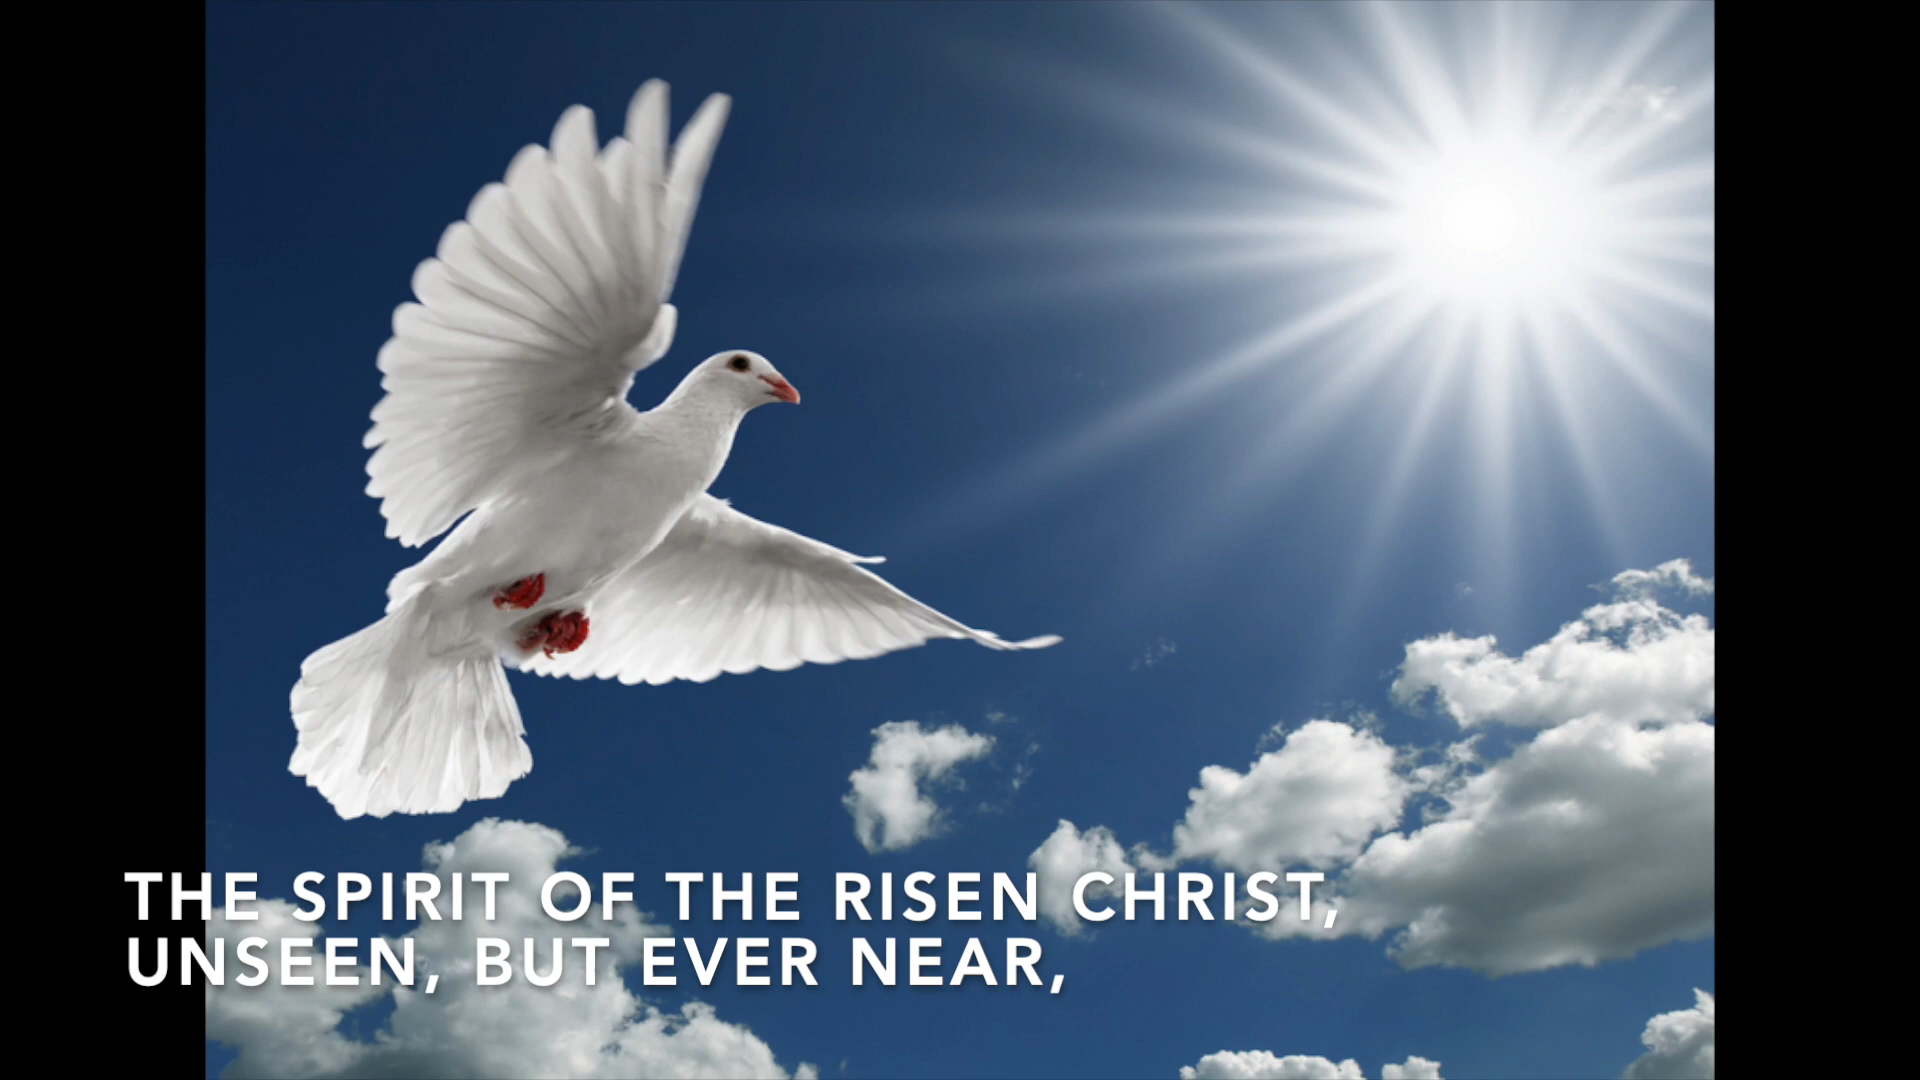 THE SPIRIT OF THE RISEN CHRIST,
UNSEEN, BUT EVER NEAR,